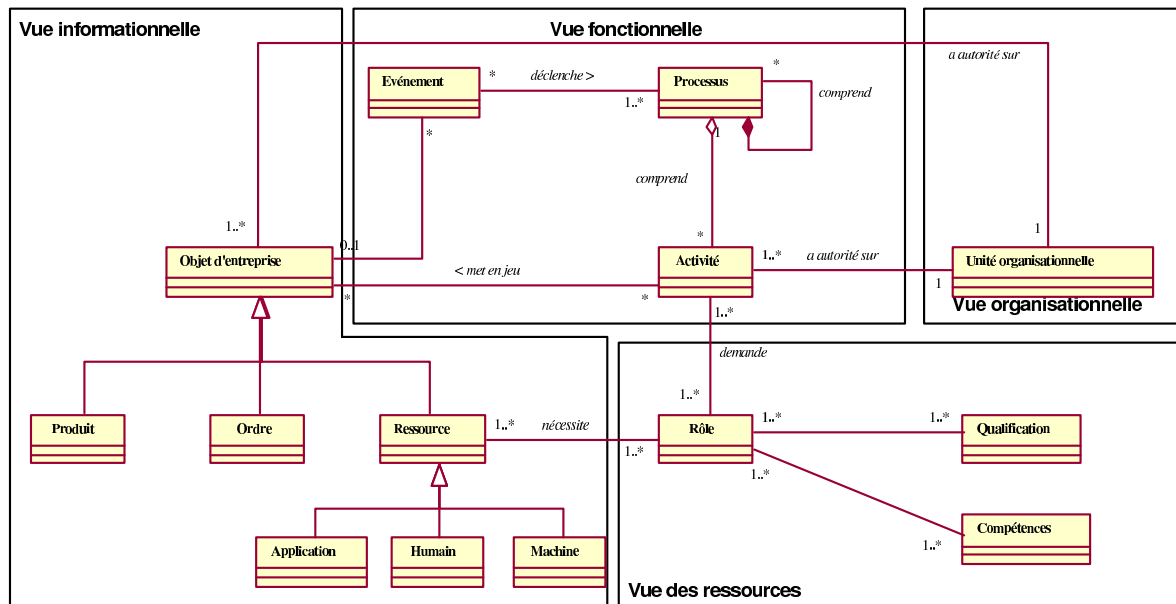 Vue informationnelle
Vue fonctionnelle
a autorité sur
Evénement
*
déclenche >
1..*
Processus
*
comprend
*
1
comprend
*
1..*
0..1
Objet d'entreprise
*
< met en jeu
*
Activité
1..*
a autorité sur
1
1
Unité organisationnelle
Vue organisationnelle
1..*
demande
1..*
Produit
Ordre
Ressource
1..*
nécessite
1..*
Rôle
1..*
1..*
Qualification
1..*
1..*
Compétences
Application
Humain
Machine
Vue des ressources